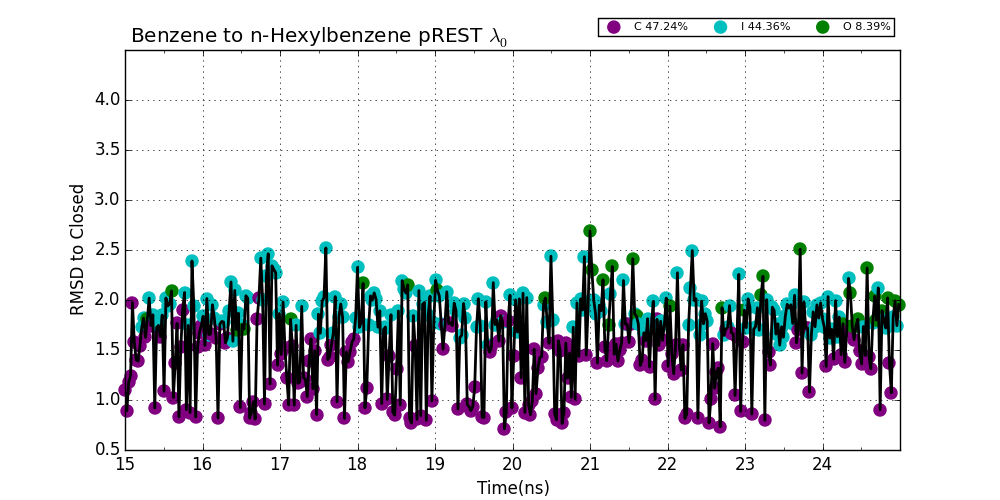 Benzene to n-Hexylbenzene pREST λ0
C 47.24% I 44.36% O 8.39%
RMSD to Closed
4.0
3.5
3.0
2.5
2.0
1.5
1.0
0.5
15 16 17 18 19 20 21 22 23 24
Time(ns)